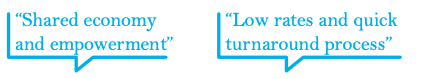 “Shared economy
and empowerment”
“Low rates and quick
turnaround process”